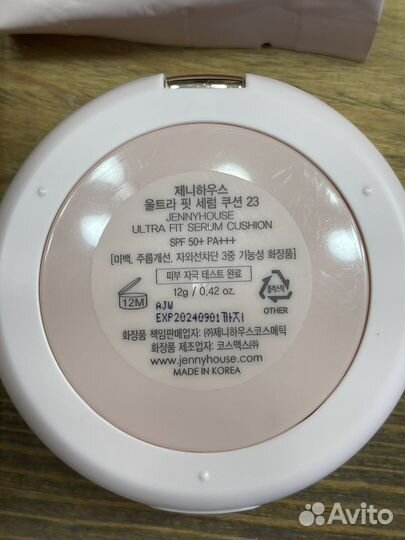 제니하우스
울트라 핏 세럼 쿠션 23
JENNYHOUSE
ULTRA FIT SERUM CUSHION
SPF 50+ PA+++
[미백, 주름개선, 자외선차단 3중 기능성 화장품]
피부 자극 테스트 완료
12g / 0.42 oz.
12M
AJW
EXP20240901까지
플라스틱
OTHER
화장품 책임판매업자: ㈜제니하우스코스메틱
화장품 제조업자: 코스맥스㈜
www.jennyhouse.com
MADE IN KOREA
Avito